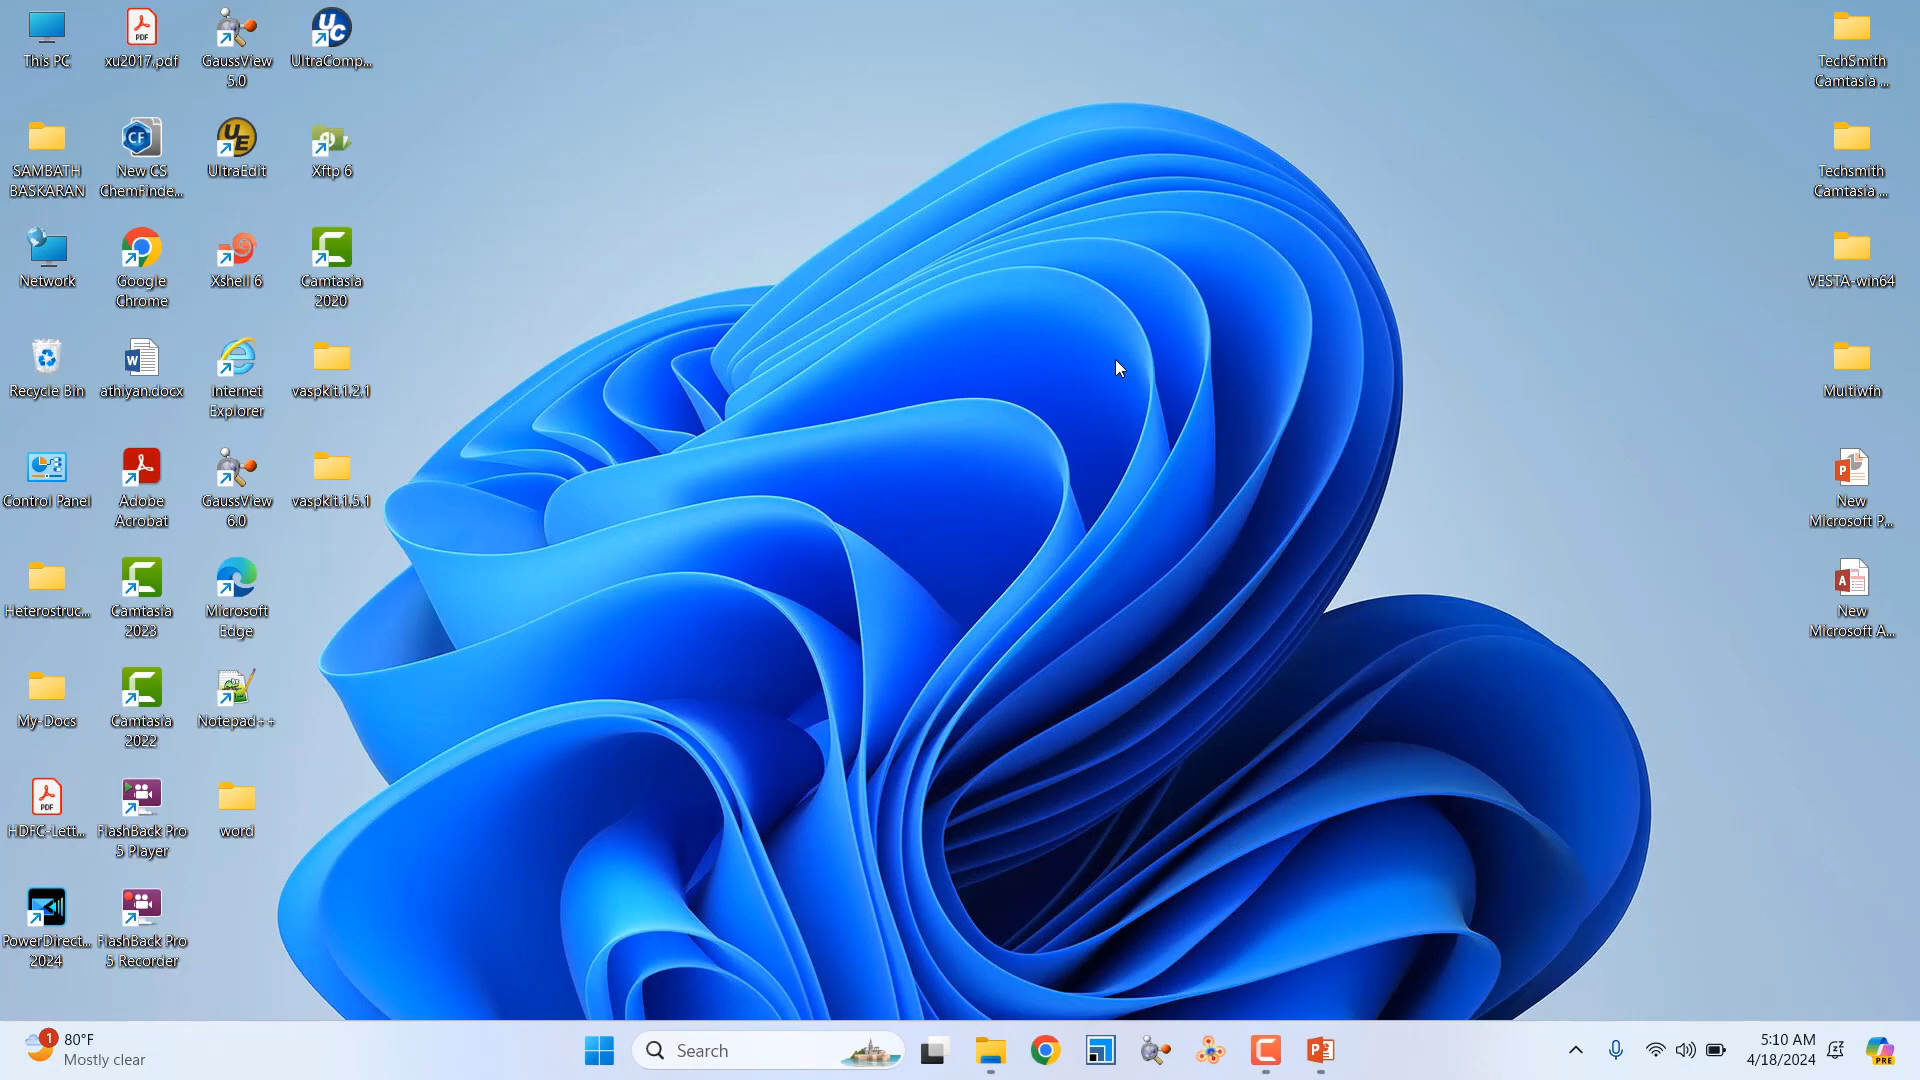 This PC
xu2017.pdf
GaussView
5.0
UltraComp...
SAMBATH
BASKARAN
New CS
ChemFinde...
UltraEdit
Xftp 6
Network
Google
Chrome
Xshell 6
Camtasia
2020
Recycle Bin
athiyan.docx
Internet
Explorer
vaspkit.1.2.1
Control Panel
Adobe
Acrobat
GaussView
6.0
vaspkit.1.5.1
Heterostruc...
Camtasia
2023
Microsoft
Edge
My-Docs
Camtasia
2022
Notepad++
HDFC-Lett...
FlashBack Pro
5 Player
word
PowerDirect...
2024
FlashBack Pro
5 Recorder
TechSmith
Camtasia ...
Techsmith
Camtasia ...
VESTA-win64
Multiwfn
New
Microsoft P...
New
Microsoft A...
1
80°F
Mostly clear
Search
5:10 AM
4/18/2024
PRE